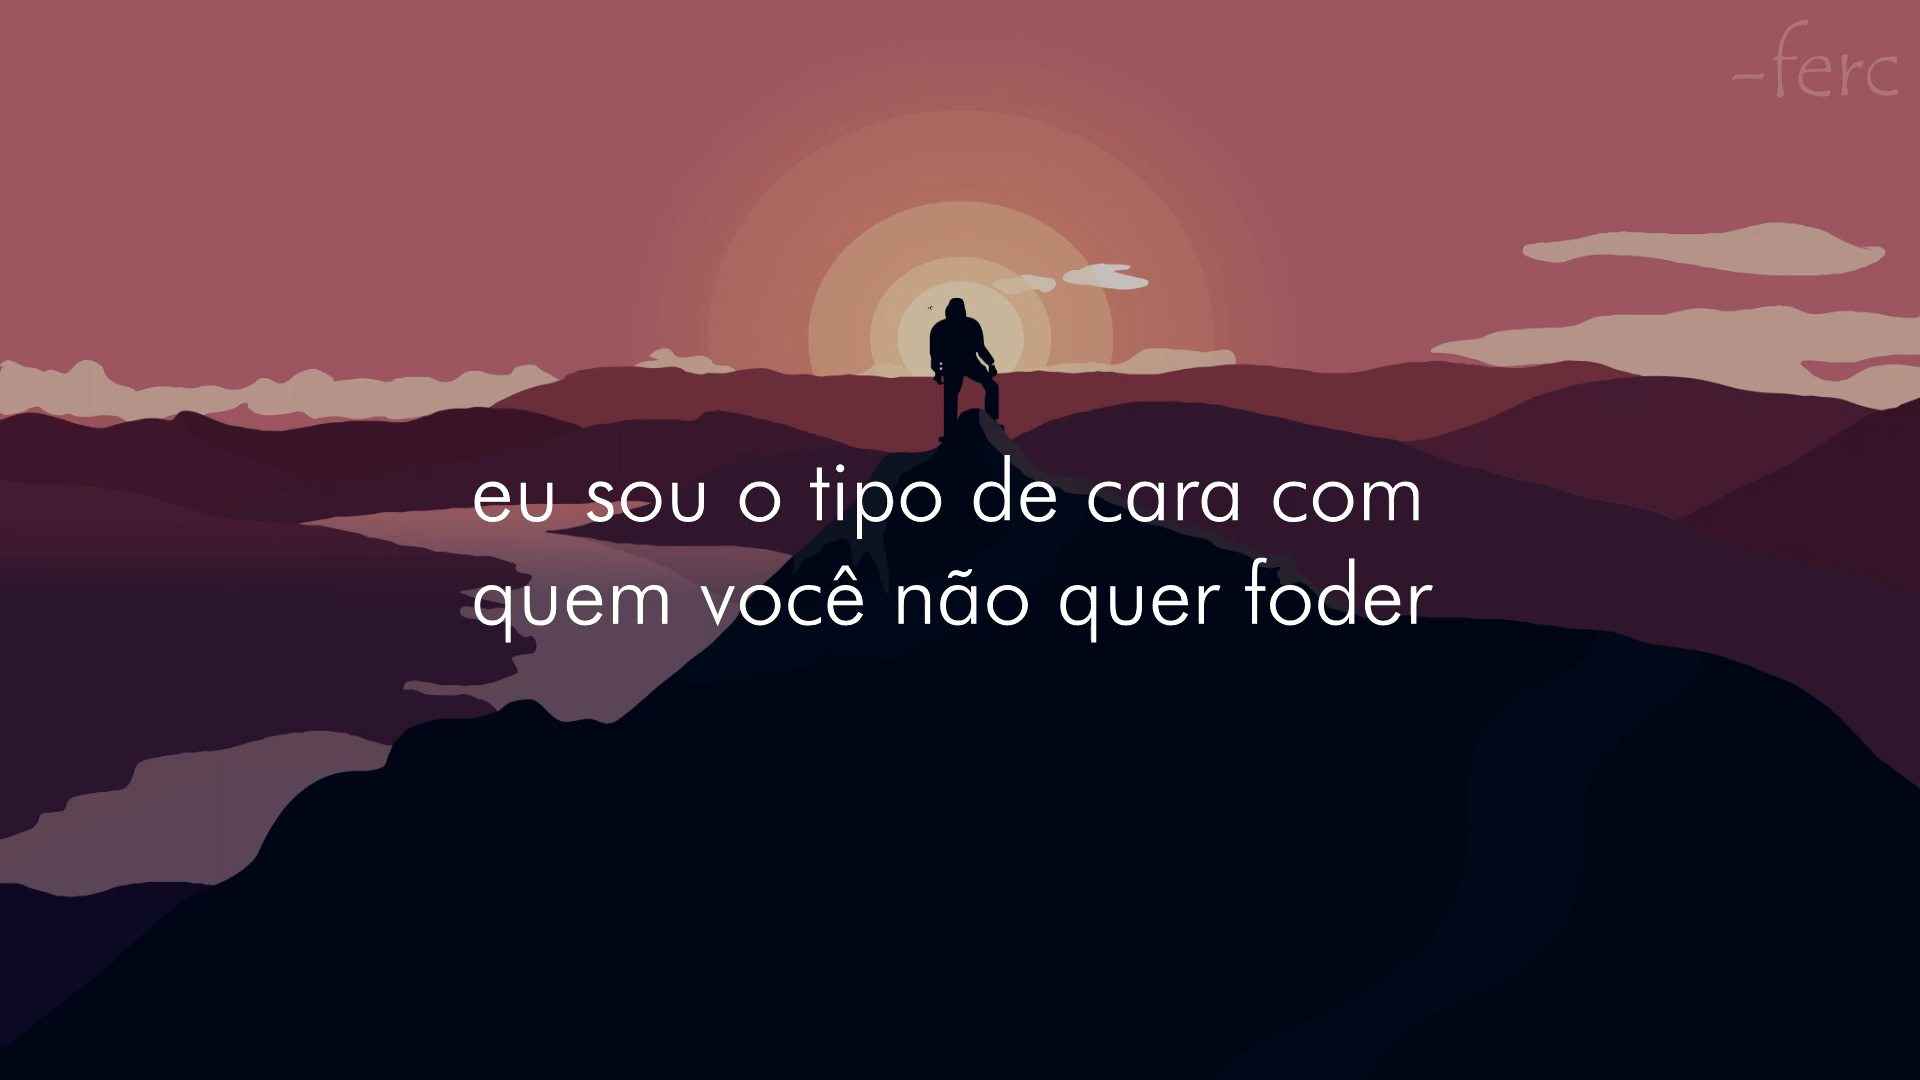 -ferc
eu sou o tipo de cara com
quem você não quer foder